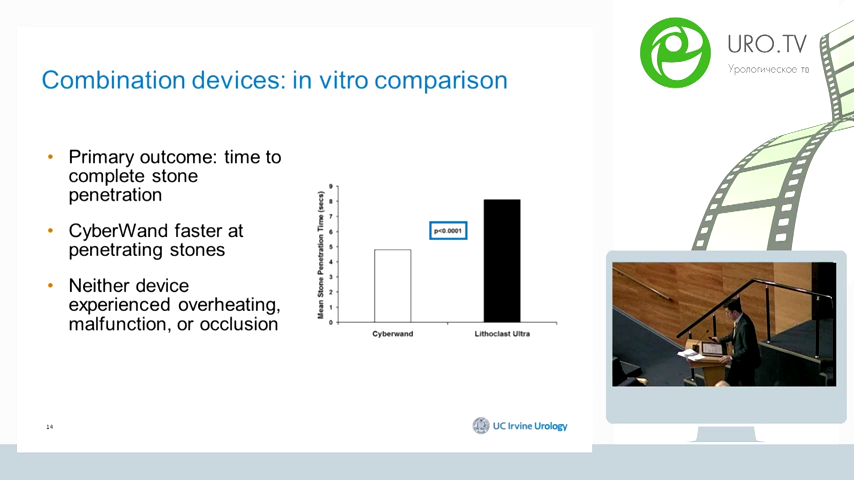 URO.TV
Урологическое тв
Combination devices: in vitro comparison
• Primary outcome: time to
complete stone
penetration
• CyberWand faster at
penetrating stones
• Neither device
experienced overheating,
malfunction, or occlusion
Mean Stone Penetration Time (secs)
9
8
7
6
5
4
3
2
1
0
p<0.0001
Cyberwand
Lithoclast Ultra
14
UC Irvine Urology